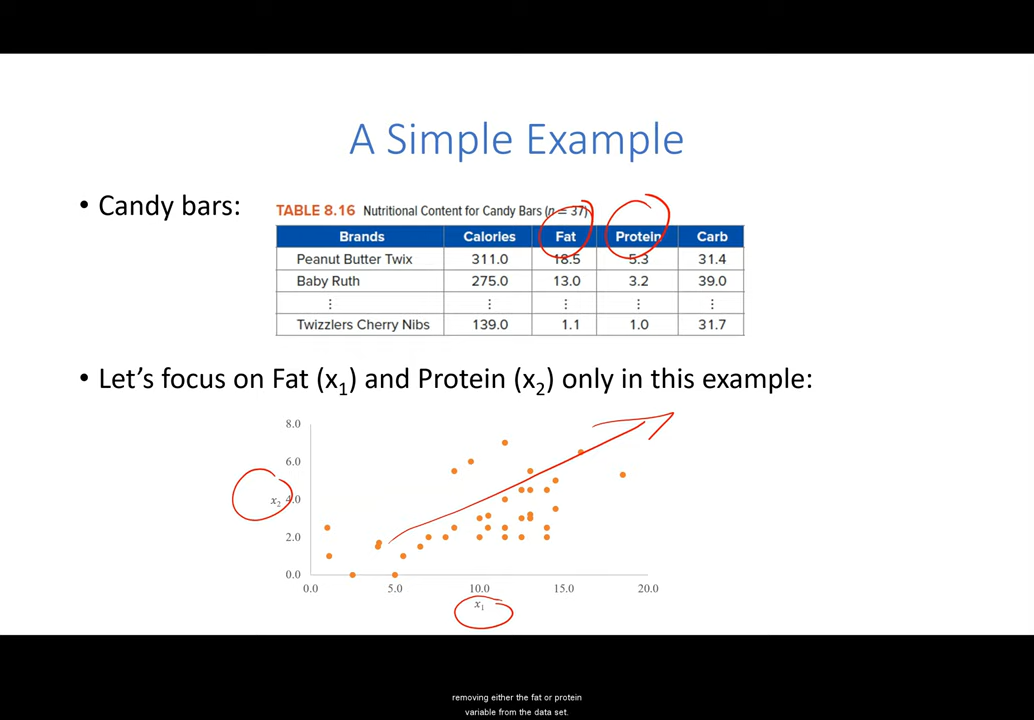 A Simple Example
• Candy bars:
TABLE 8.16 Nutritional Content for Candy Bars (n = 37)
Brands Calories Fat Protein Carb
Peanut Butter Twix 311.0 18.5 5.3 31.4
Baby Ruth 275.0 13.0 3.2 39.0
⋮ ⋮ ⋮ ⋮ ⋮
Twizzlers Cherry Nibs 139.0 1.1 1.0 31.7
• Let's focus on Fat (x1) and Protein (x2) only in this example:
8.0
6.0
x2 4.0
2.0
0.0
0.0 5.0 10.0 15.0 20.0
x1
removing either the fat or protein
variable from the data set.